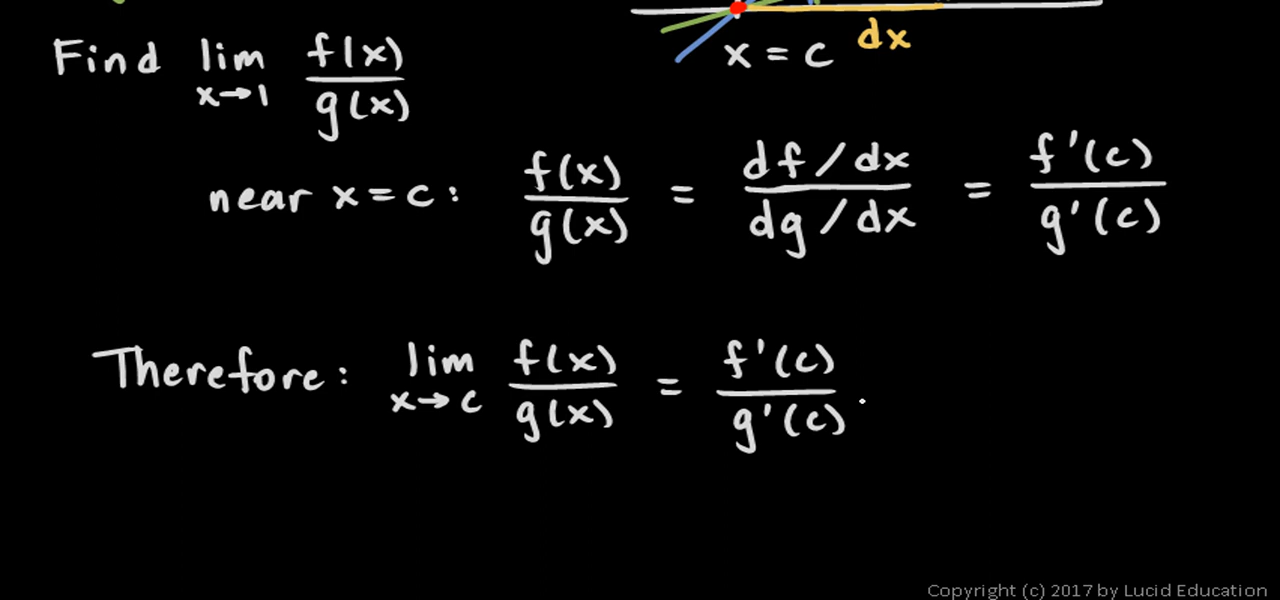 x = c dx
Find lim x→1 f(x)/g(x)
near x = c: f(x)/g(x) = df/dx / dg/dx = f'(c)/g'(c)
Therefore: lim x→c f(x)/g(x) = f'(c)/g'(c)
Copyright (c) 2017 by Lucid Education